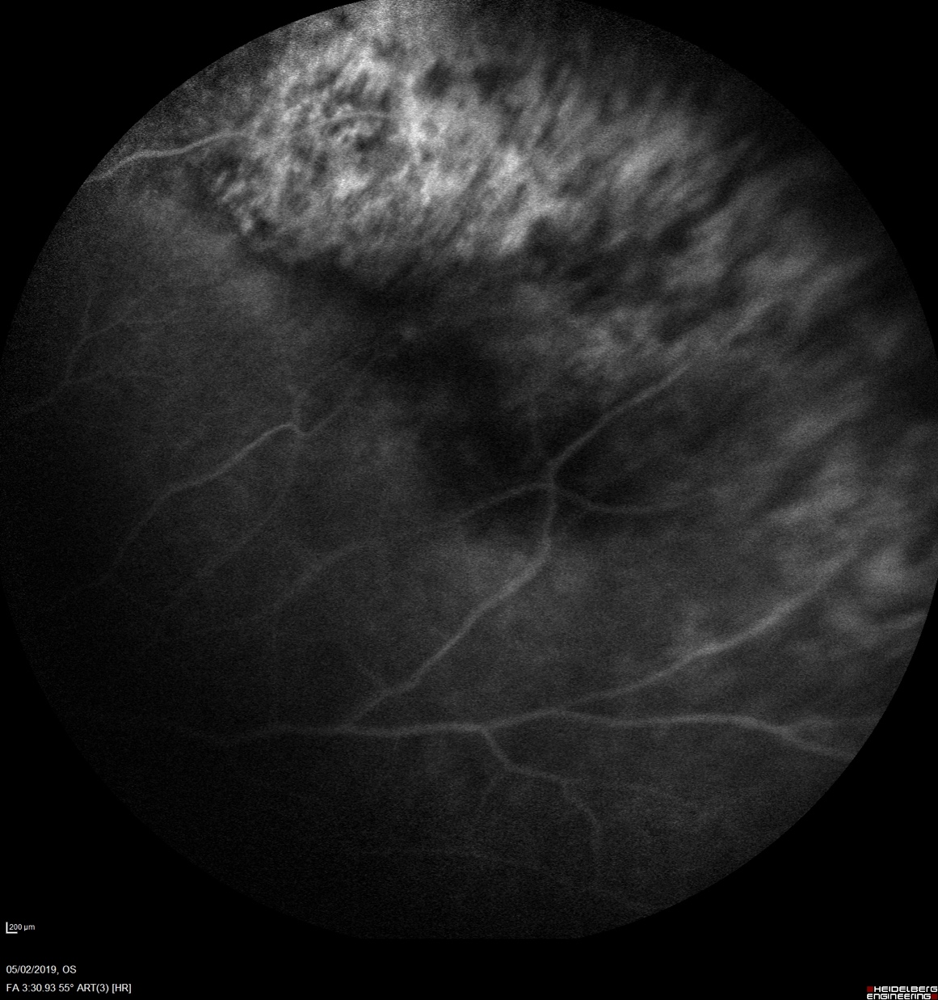 200 µm
05/02/2019, OS
FA 3:30.93 55° ART(3) [HR]
HEIDELBERG
ENGINEERING